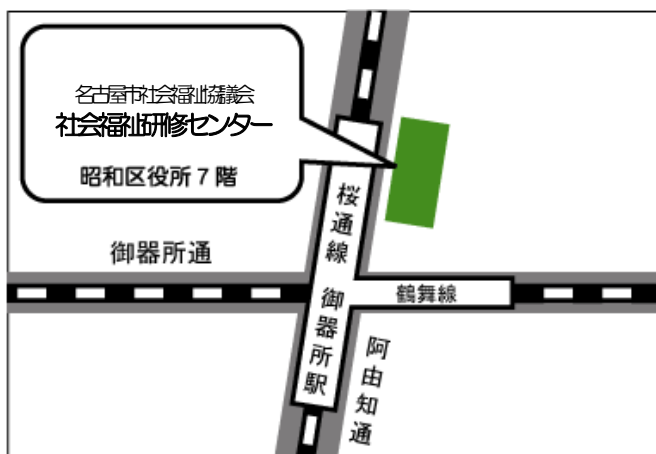 名古屋市社会福祉協議会
社会福祉研修センター
昭和区役所７階
御器所通
桜通線 御器所駅
鶴舞線
阿由知通